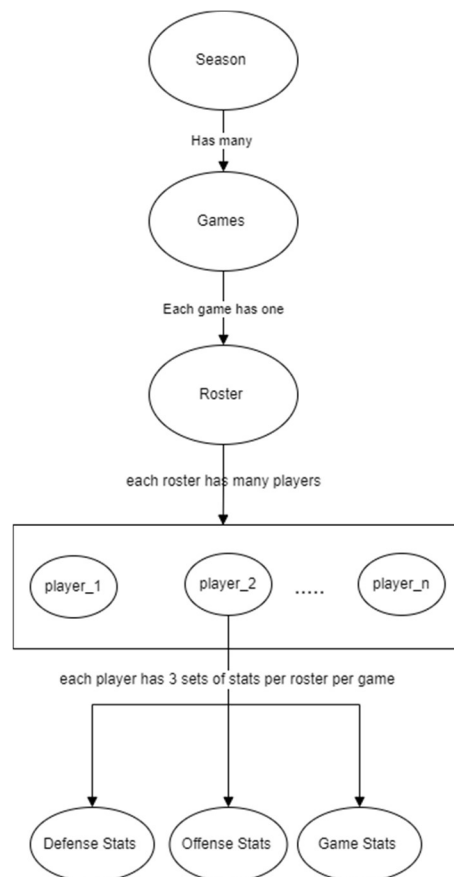 Season
Has many
Games
Each game has one
Roster
each roster has many players
player_1 player_2 ..... player_n
each player has 3 sets of stats per roster per game
Defense Stats Offense Stats Game Stats